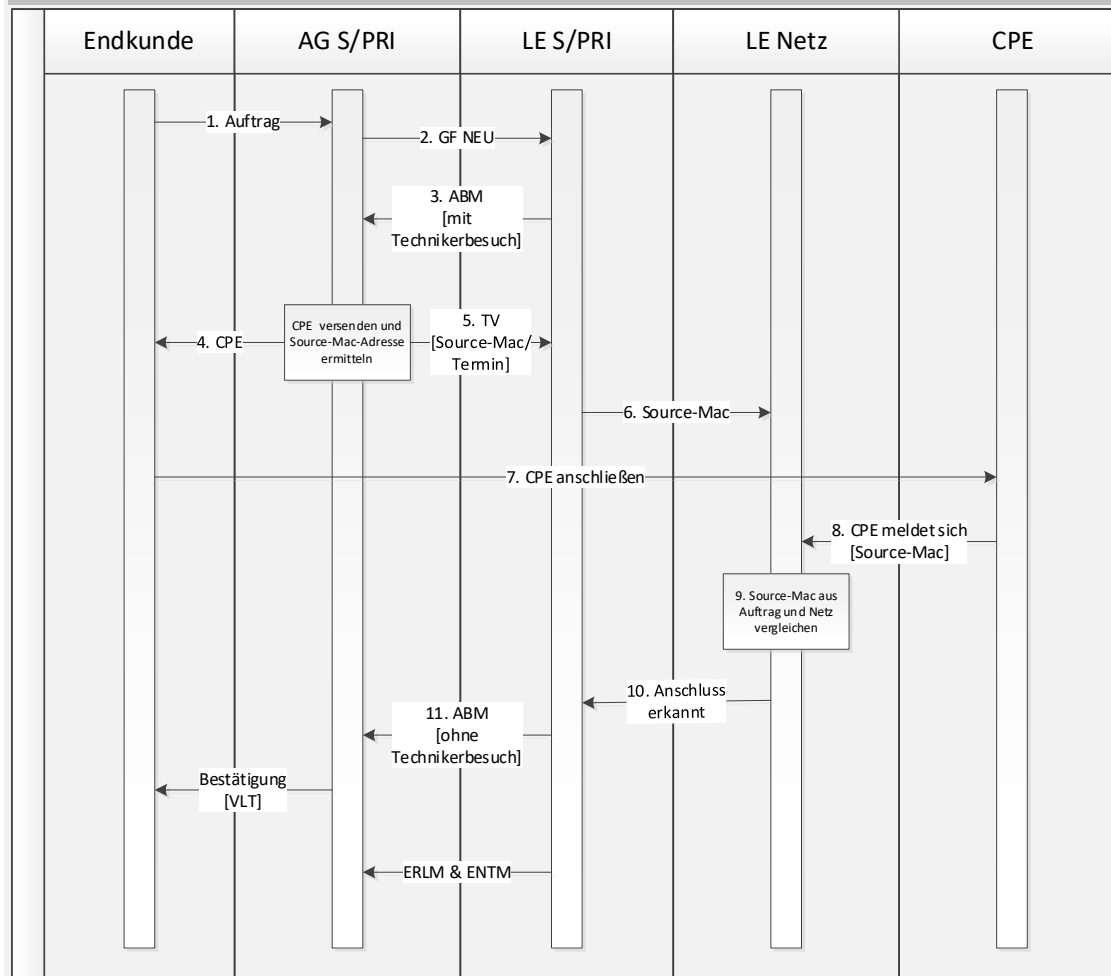 Endkunde
AG S/PRI
LE S/PRI
LE Netz
CPE
1. Auftrag
2. GF NEU
3. ABM
[mit
Technikerbesuch]
CPE versenden und
Source-Mac-Adresse
ermitteln
4. CPE
5. TV
[Source-Mac/
Termin]
6. Source-Mac
7. CPE anschließen
8. CPE meldet sich
[Source-Mac]
9. Source-Mac aus
Auftrag und Netz
vergleichen
10. Anschluss
erkannt
11. ABM
[ohne
Technikerbesuch]
Bestätigung
[VLT]
ERLM & ENTM